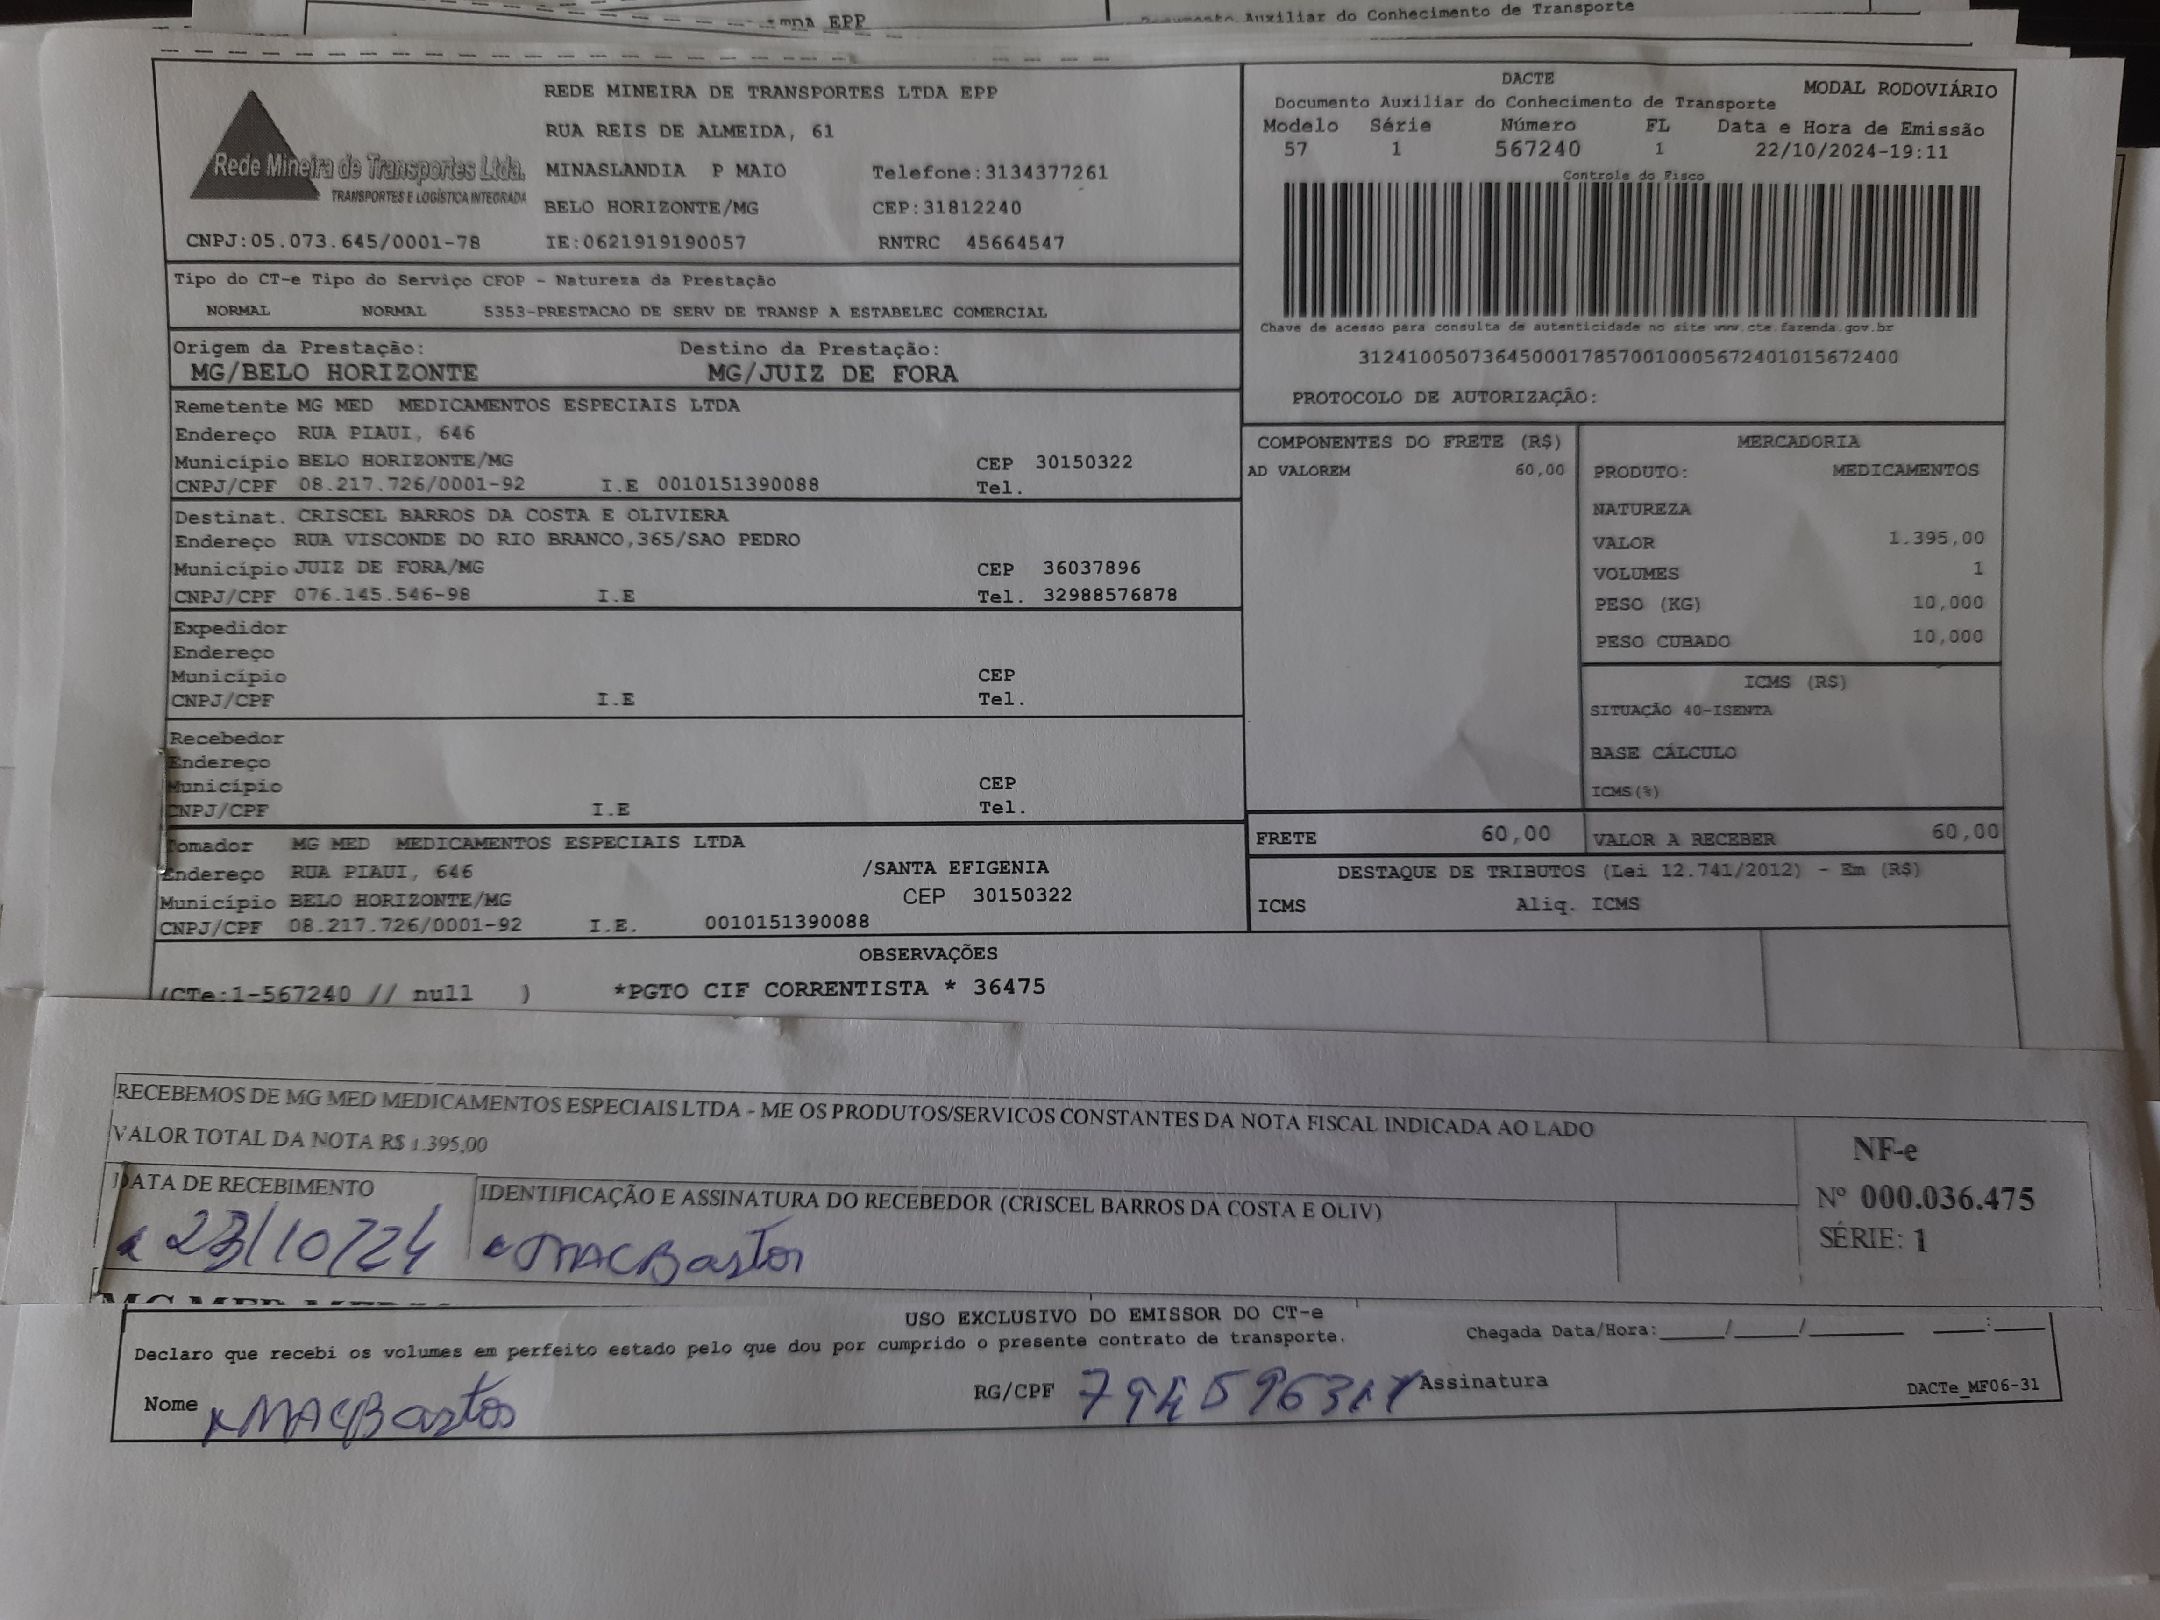 EPP
Documento Auxiliar do Conhecimento de Transporte
Rede Mineira de Transportes Ltda.
TRANSPORTES E LOGÍSTICA INTEGRADA
REDE MINEIRA DE TRANSPORTES LTDA EPP
RUA REIS DE ALMEIDA, 61
MINASLANDIA P MAIO Telefone:3134377261
BELO HORIZONTE/MG CEP:31812240
CNPJ:05.073.645/0001-78 IE:0621919190057 RNTRC 45664547
DACTE MODAL RODOVIÁRIO
Documento Auxiliar do Conhecimento de Transporte
Modelo Série Número FL Data e Hora de Emissão
57 1 567240 1 22/10/2024-19:11
Controle do Fisco
Chave de acesso para consulta de autenticidade no site www.cte.fazenda.gov.br
31241005073645000178570010005672401015672400
PROTOCOLO DE AUTORIZAÇÃO:
Tipo do CT-e Tipo do Serviço CFOP - Natureza da Prestação
NORMAL NORMAL 5353-PRESTACAO DE SERV DE TRANSP A ESTABELEC COMERCIAL
Origem da Prestação: Destino da Prestação:
MG/BELO HORIZONTE MG/JUIZ DE FORA
Remetente MG MED MEDICAMENTOS ESPECIAIS LTDA
Endereço RUA PIAUI, 646
Município BELO HORIZONTE/MG CEP 30150322
CNPJ/CPF 08.217.726/0001-92 I.E 0010151390088 Tel.
Destinat. CRISCEL BARROS DA COSTA E OLIVIERA
Endereço RUA VISCONDE DO RIO BRANCO,365/SAO PEDRO
Município JUIZ DE FORA/MG CEP 36037896
CNPJ/CPF 076.145.546-98 I.E Tel. 32988576878
Expedidor
Endereço
Município CEP
CNPJ/CPF I.E Tel.
Recebedor
Endereço
Município CEP
CNPJ/CPF I.E Tel.
Tomador MG MED MEDICAMENTOS ESPECIAIS LTDA
Endereço RUA PIAUI, 646 /SANTA EFIGENIA
Município BELO HORIZONTE/MG CEP 30150322
CNPJ/CPF 08.217.726/0001-92 I.E. 0010151390088
COMPONENTES DO FRETE (R$)
AD VALOREM 60,00
MERCADORIA
PRODUTO: MEDICAMENTOS
NATUREZA
VALOR 1.395,00
VOLUMES 1
PESO (KG) 10,000
PESO CUBADO 10,000
ICMS (R$)
SITUAÇÃO 40-ISENTA
BASE CÁLCULO
ICMS(%)
FRETE 60,00 VALOR A RECEBER 60,00
DESTAQUE DE TRIBUTOS (Lei 12.741/2012) - Em (R$)
ICMS Aliq. ICMS
OBSERVAÇÕES
(CTe:1-567240 // null ) *PGTO CIF CORRENTISTA * 36475
RECEBEMOS DE MG MED MEDICAMENTOS ESPECIAIS LTDA - ME OS PRODUTOS/SERVICOS CONSTANTES DA NOTA FISCAL INDICADA AO LADO
VALOR TOTAL DA NOTA R$ 1.395,00
DATA DE RECEBIMENTO IDENTIFICAÇÃO E ASSINATURA DO RECEBEDOR (CRISCEL BARROS DA COSTA E OLIV)
23/10/24 MACBastos
NF-e
Nº 000.036.475
SÉRIE: 1
USO EXCLUSIVO DO EMISSOR DO CT-e
Declaro que recebi os volumes em perfeito estado pelo que dou por cumprido o presente contrato de transporte. Chegada Data/Hora:_____/_____/_______ ____:____
Nome MACBastos RG/CPF Assinatura DACTe_MF06-31